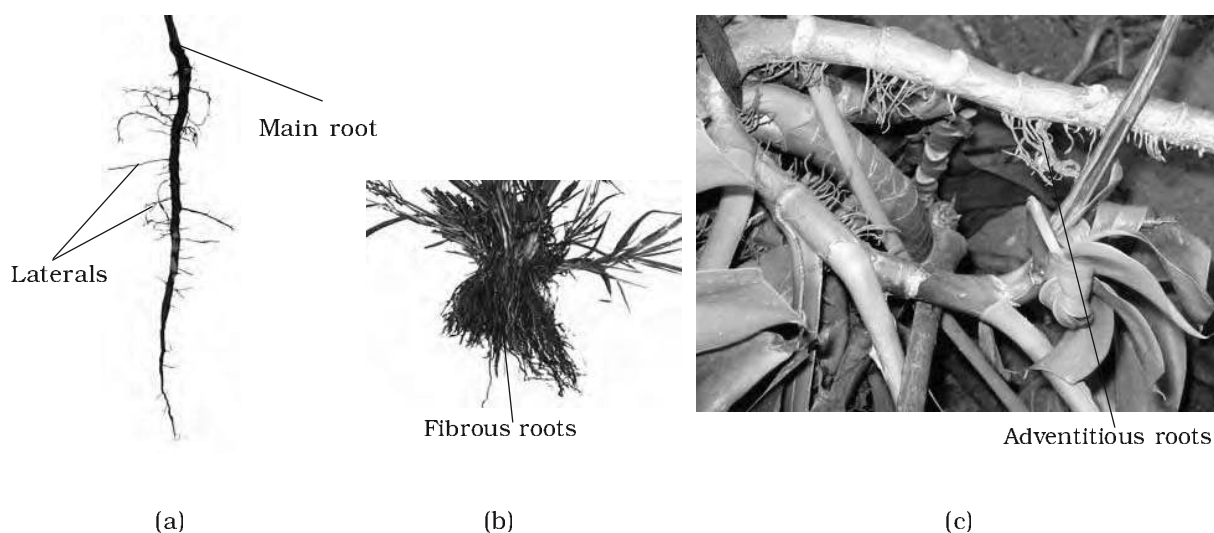 Main root
Laterals
Fibrous roots
Adventitious roots
(a)
(b)
(c)